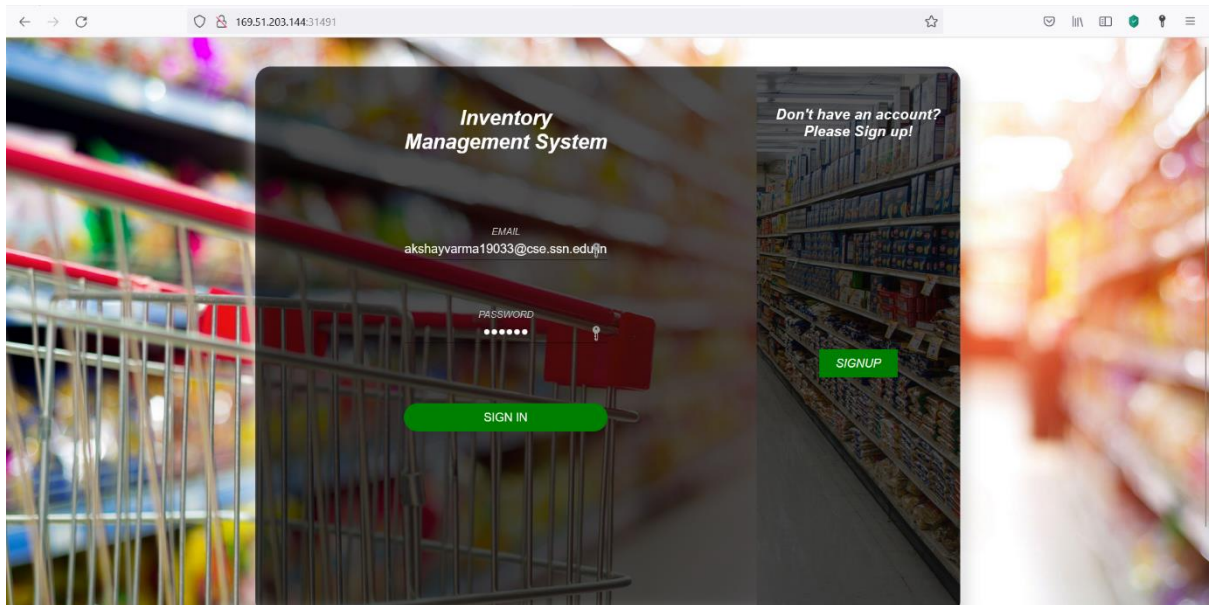 169.51.203.144:31491
Inventory
Management System
EMAIL
akshayvarma19033@cse.ssn.edu.in
PASSWORD
••••••
SIGN IN
Don't have an account?
Please Sign up!
SIGNUP